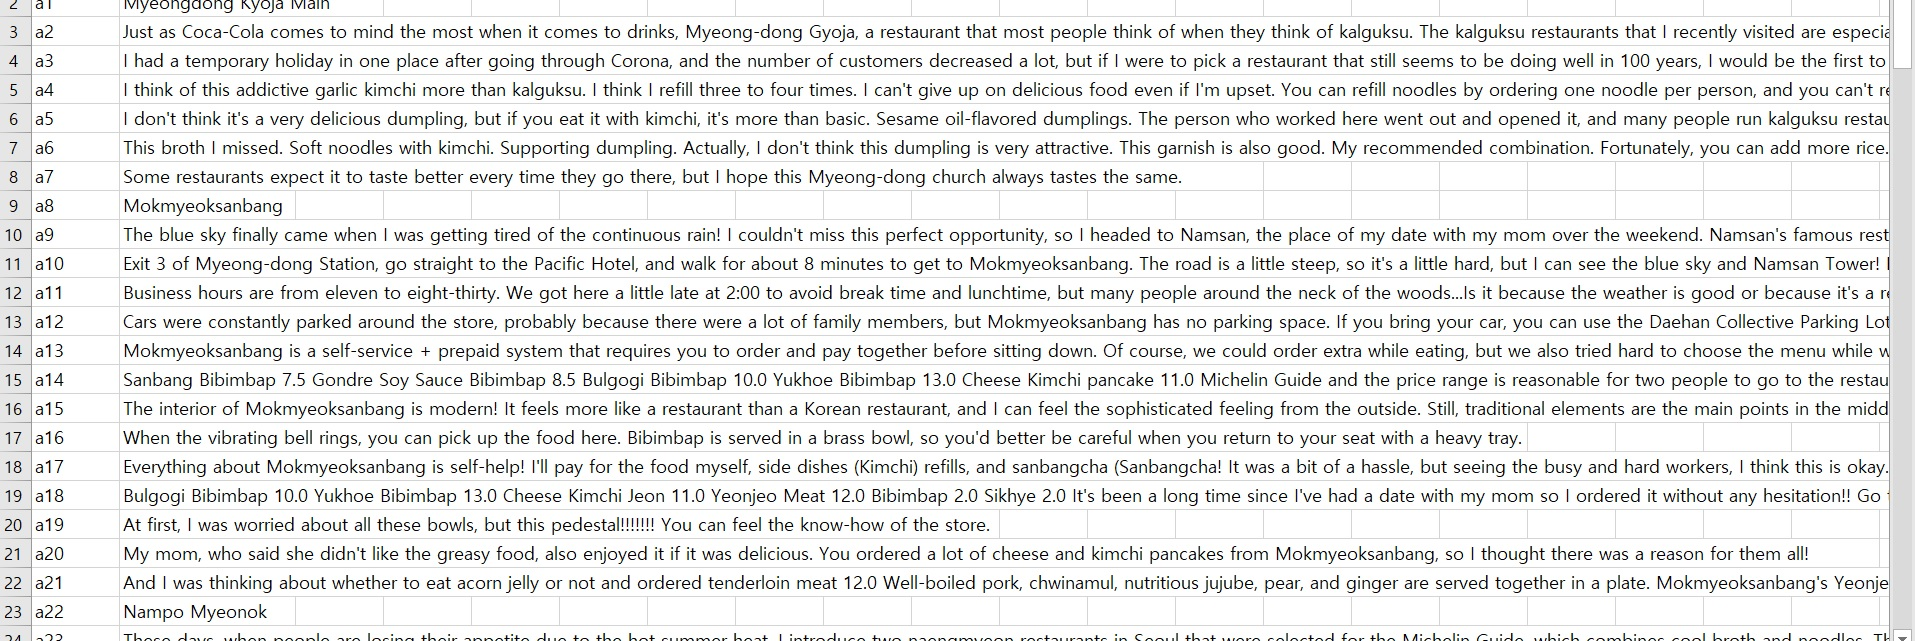 2 a1 Myeongdong Kyoja Main
3 a2 Just as Coca-Cola comes to mind the most when it comes to drinks, Myeong-dong Gyoja, a restaurant that most people think of when they think of kalguksu. The kalguksu restaurants that I recently visited are especia
4 a3 I had a temporary holiday in one place after going through Corona, and the number of customers decreased a lot, but if I were to pick a restaurant that still seems to be doing well in 100 years, I would be the first to
5 a4 I think of this addictive garlic kimchi more than kalguksu. I think I refill three to four times. I can't give up on delicious food even if I'm upset. You can refill noodles by ordering one noodle per person, and you can't re
6 a5 I don't think it's a very delicious dumpling, but if you eat it with kimchi, it's more than basic. Sesame oil-flavored dumplings. The person who worked here went out and opened it, and many people run kalguksu restau
7 a6 This broth I missed. Soft noodles with kimchi. Supporting dumpling. Actually, I don't think this dumpling is very attractive. This garnish is also good. My recommended combination. Fortunately, you can add more rice.
8 a7 Some restaurants expect it to taste better every time they go there, but I hope this Myeong-dong church always tastes the same.
9 a8 Mokmyeoksanbang
10 a9 The blue sky finally came when I was getting tired of the continuous rain! I couldn't miss this perfect opportunity, so I headed to Namsan, the place of my date with my mom over the weekend. Namsan's famous rest
11 a10 Exit 3 of Myeong-dong Station, go straight to the Pacific Hotel, and walk for about 8 minutes to get to Mokmyeoksanbang. The road is a little steep, so it's a little hard, but I can see the blue sky and Namsan Tower!
12 a11 Business hours are from eleven to eight-thirty. We got here a little late at 2:00 to avoid break time and lunchtime, but many people around the neck of the woods...Is it because the weather is good or because it's a re
13 a12 Cars were constantly parked around the store, probably because there were a lot of family members, but Mokmyeoksanbang has no parking space. If you bring your car, you can use the Daehan Collective Parking Lot
14 a13 Mokmyeoksanbang is a self-service + prepaid system that requires you to order and pay together before sitting down. Of course, we could order extra while eating, but we also tried hard to choose the menu while w
15 a14 Sanbang Bibimbap 7.5 Gondre Soy Sauce Bibimbap 8.5 Bulgogi Bibimbap 10.0 Yukhoe Bibimbap 13.0 Cheese Kimchi pancake 11.0 Michelin Guide and the price range is reasonable for two people to go to the restau
16 a15 The interior of Mokmyeoksanbang is modern! It feels more like a restaurant than a Korean restaurant, and I can feel the sophisticated feeling from the outside. Still, traditional elements are the main points in the midd
17 a16 When the vibrating bell rings, you can pick up the food here. Bibimbap is served in a brass bowl, so you'd better be careful when you return to your seat with a heavy tray.
18 a17 Everything about Mokmyeoksanbang is self-help! I'll pay for the food myself, side dishes (Kimchi) refills, and sanbangcha (Sanbangcha! It was a bit of a hassle, but seeing the busy and hard workers, I think this is okay.
19 a18 Bulgogi Bibimbap 10.0 Yukhoe Bibimbap 13.0 Cheese Kimchi Jeon 11.0 Yeonjeo Meat 12.0 Bibimbap 2.0 Sikhye 2.0 It's been a long time since I've had a date with my mom so I ordered it without any hesitation!! Go
20 a19 At first, I was worried about all these bowls, but this pedestal!!!!!!! You can feel the know-how of the store.
21 a20 My mom, who said she didn't like the greasy food, also enjoyed it if it was delicious. You ordered a lot of cheese and kimchi pancakes from Mokmyeoksanbang, so I thought there was a reason for them all!
22 a21 And I was thinking about whether to eat acorn jelly or not and ordered tenderloin meat 12.0 Well-boiled pork, chwinamul, nutritious jujube, pear, and ginger are served together in a plate. Mokmyeoksanbang's Yeonje
23 a22 Nampo Myeonok
24 a23 These days, when people are losing their appetite due to the hot summer heat, I introduce two naengmyeon restaurants in Seoul that were selected for the Michelin Guide, which combines cool broth and noodles.